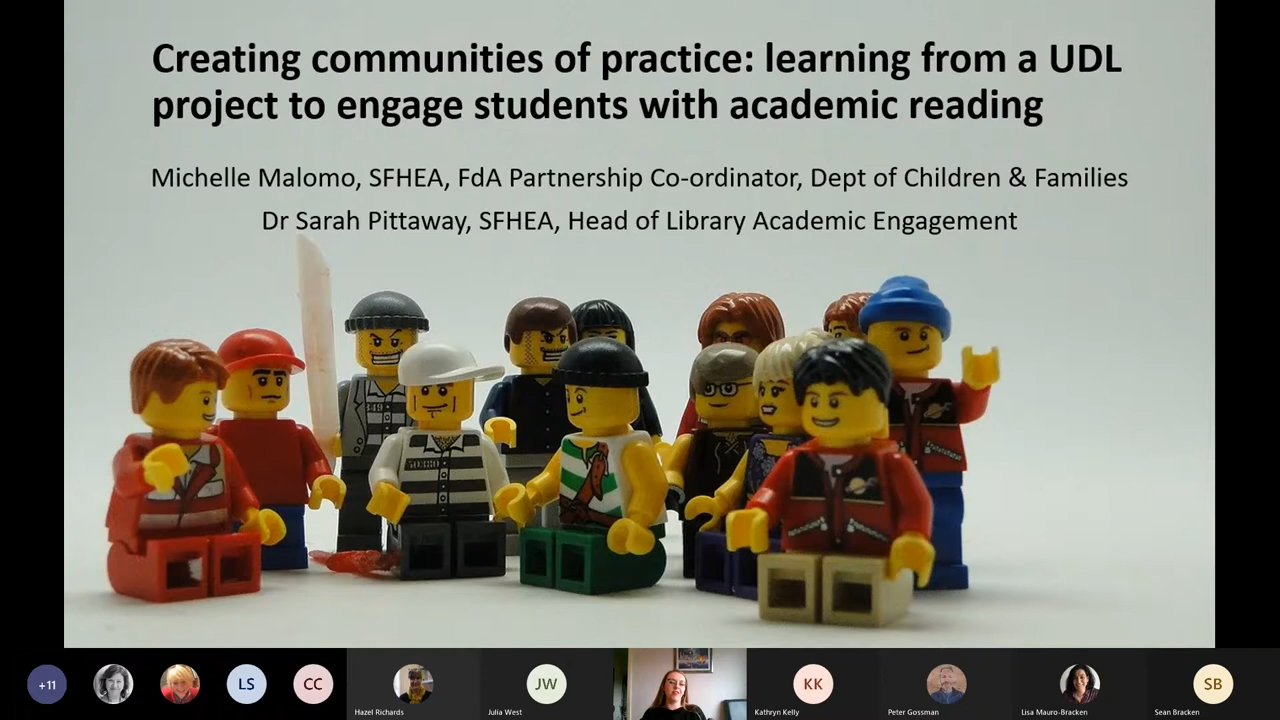 Creating communities of practice: learning from a UDL
project to engage students with academic reading
Michelle Malomo, SFHEA, FdA Partnership Co-ordinator, Dept of Children & Families
Dr Sarah Pittaway, SFHEA, Head of Library Academic Engagement
+11
LS
CC
Hazel Richards
JW
Julia West
KK
Kathryn Kelly
Peter Gossman
Lisa Mauro-Bracken
SB
Sean Bracken